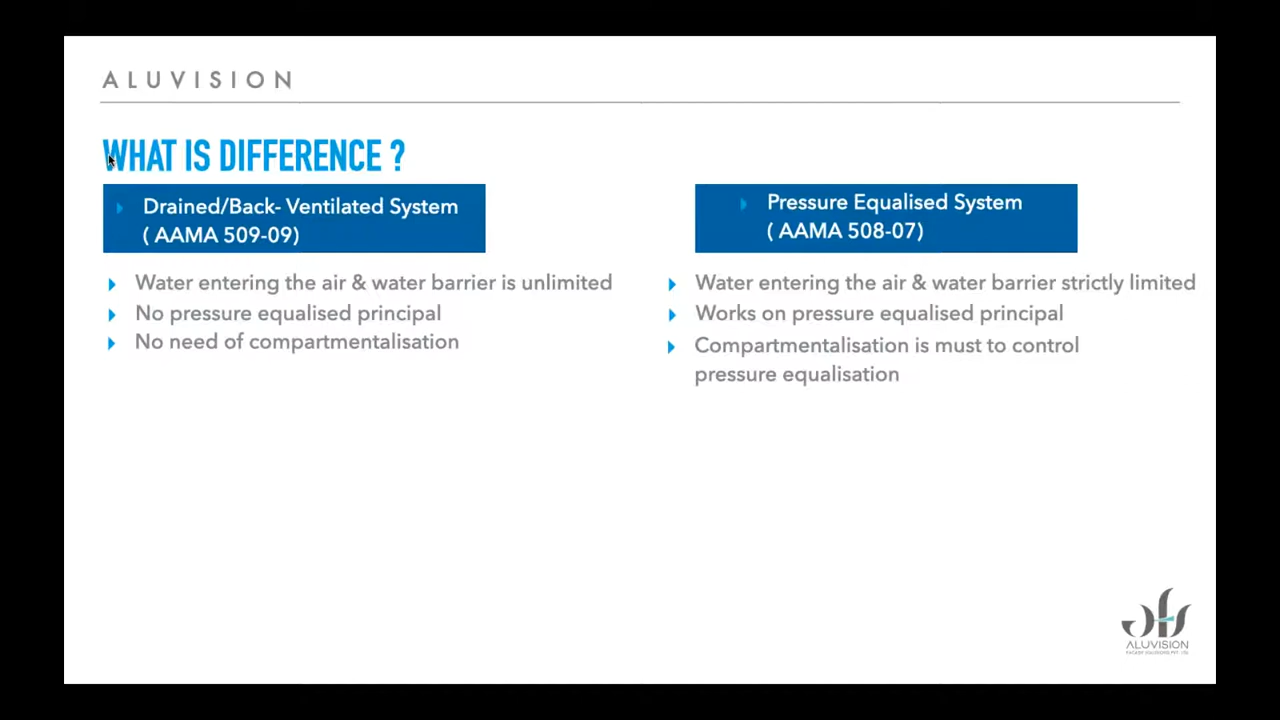 ALUVISION
WHAT IS DIFFERENCE ?
Drained/Back- Ventilated System
( AAMA 509-09)
Water entering the air & water barrier is unlimited
No pressure equalised principal
No need of compartmentalisation
Pressure Equalised System
( AAMA 508-07)
Water entering the air & water barrier strictly limited
Works on pressure equalised principal
Compartmentalisation is must to control
pressure equalisation
ALUVISION